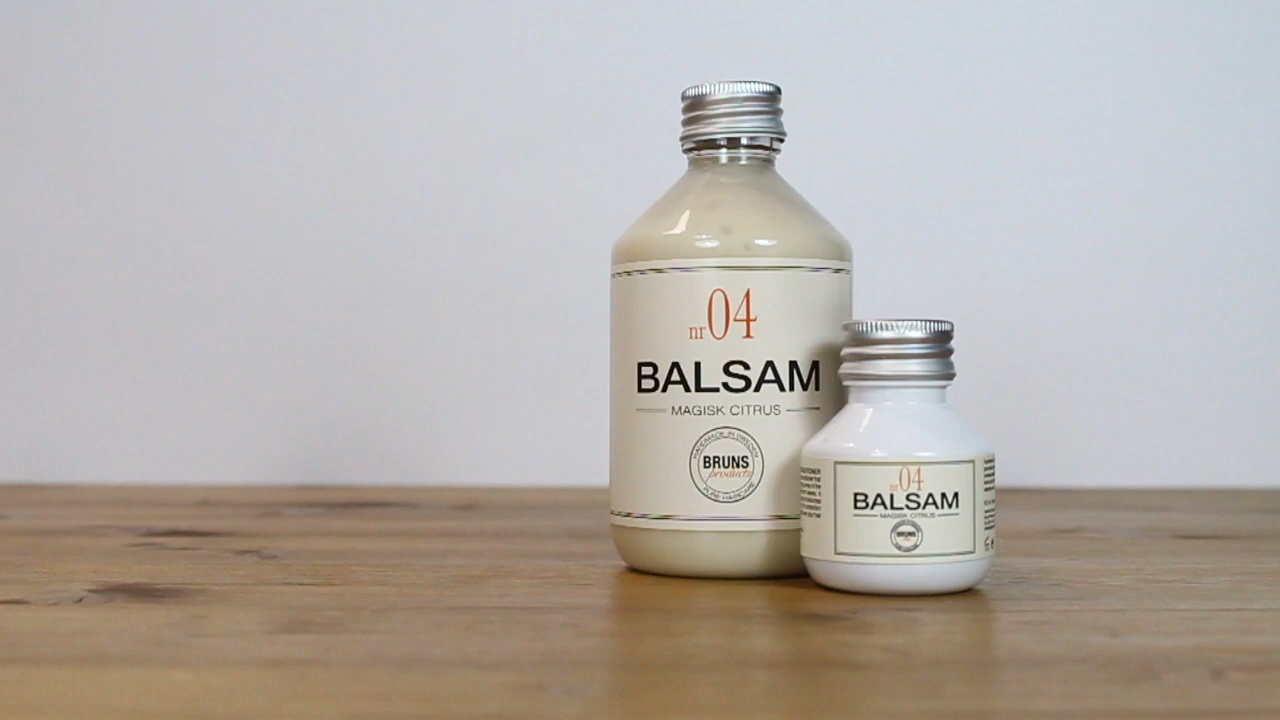 nr04
BALSAM
MAGISK CITRUS
HANDMADE IN SWEDEN
BRUNS
products
PURE HAIRCARE
nr04
BALSAM
MAGISK CITRUS
BRUNS